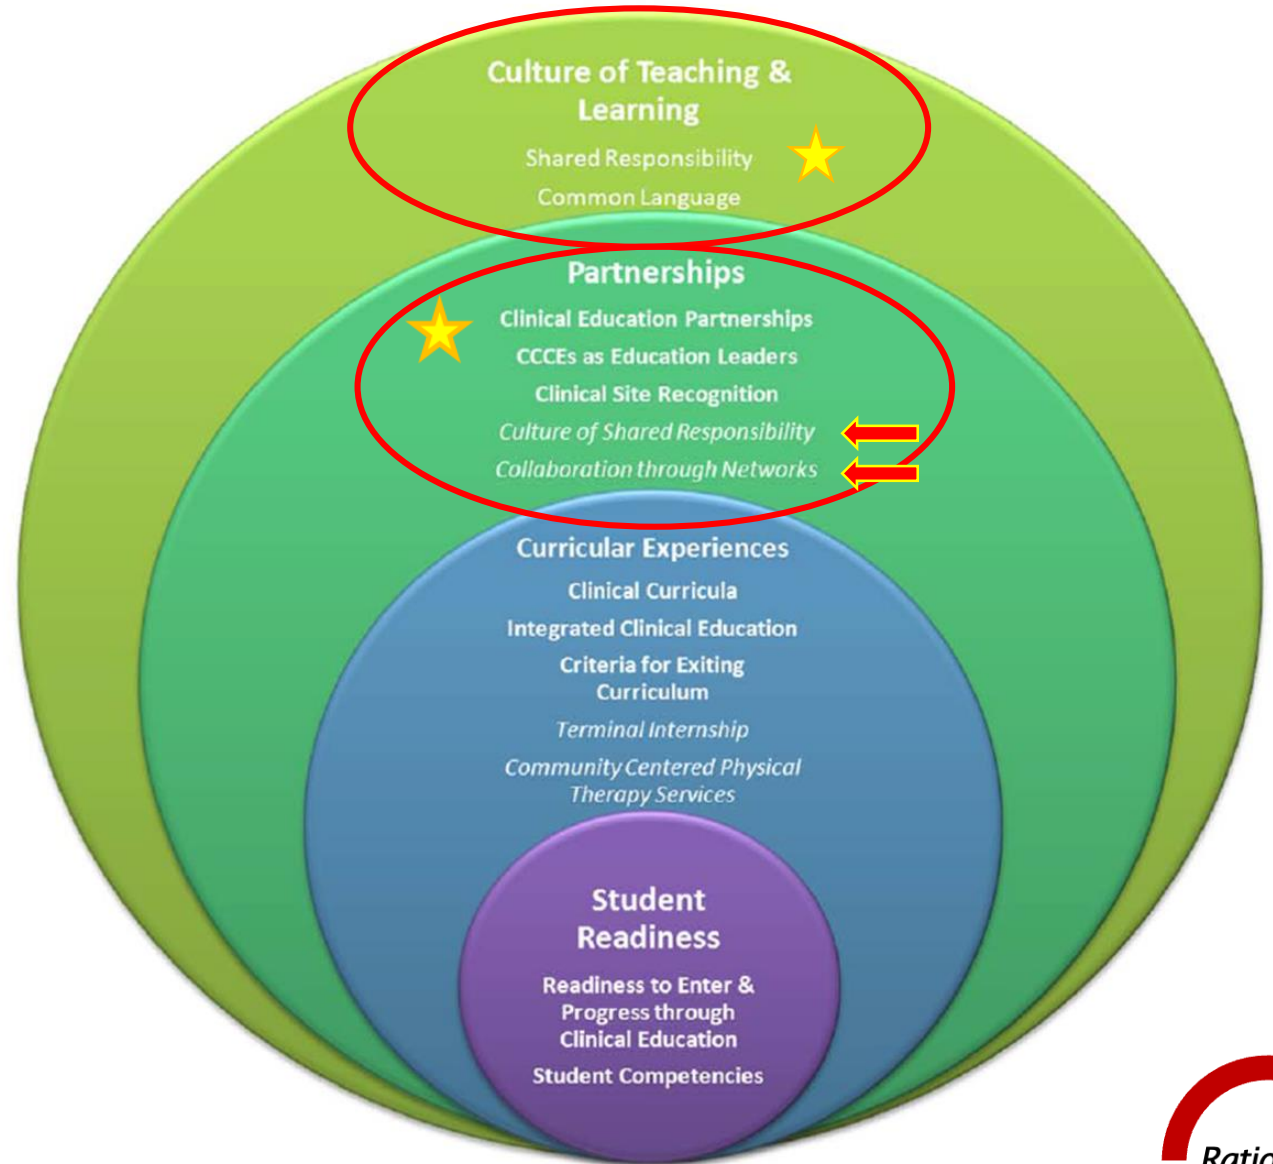 Culture of Teaching &
Learning
Shared Responsibility
Common Language
Partnerships
Clinical Education Partnerships
CCCEs as Education Leaders
Clinical Site Recognition
Culture of Shared Responsibility
Collaboration through Networks
Curricular Experiences
Clinical Curricula
Integrated Clinical Education
Criteria for Exiting
Curriculum
Terminal Internship
Community Centered Physical
Therapy Services
Student
Readiness
Readiness to Enter &
Progress through
Clinical Education
Student Competencies